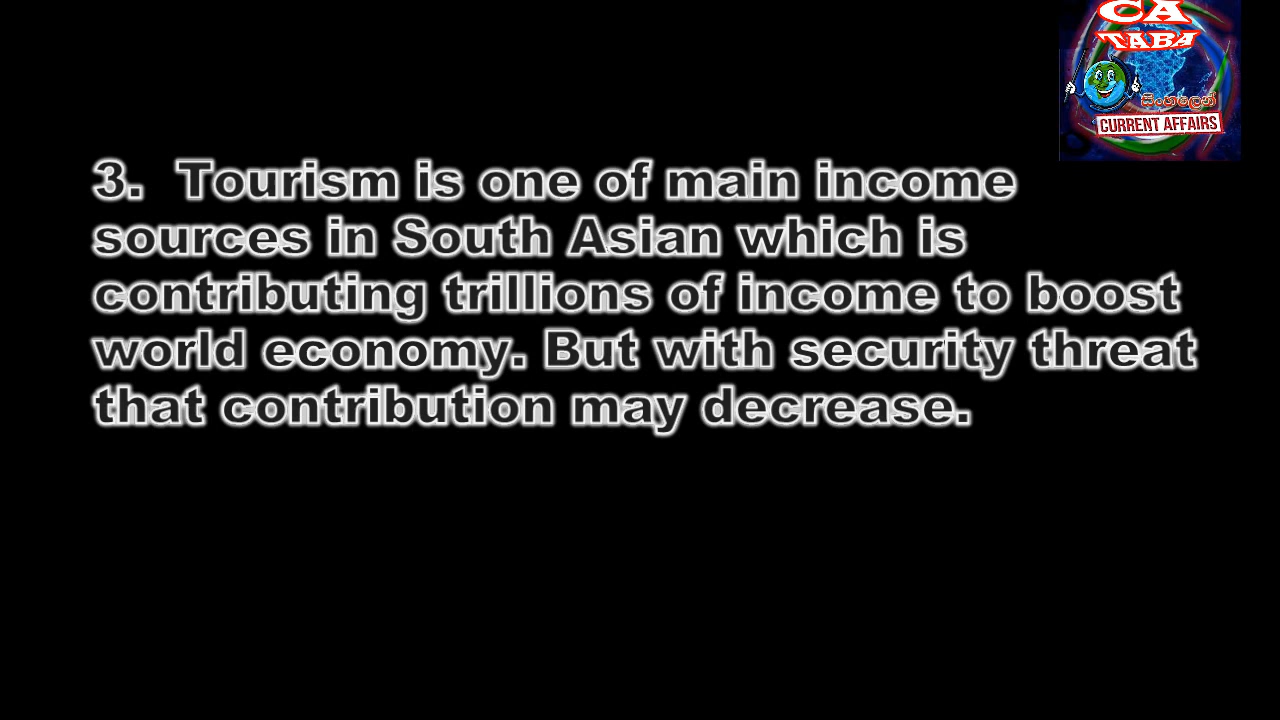 CA
TABA
සිංහලෙන්
CURRENT AFFAIRS
3. Tourism is one of main income
sources in South Asian which is
contributing trillions of income to boost
world economy. But with security threat
that contribution may decrease.